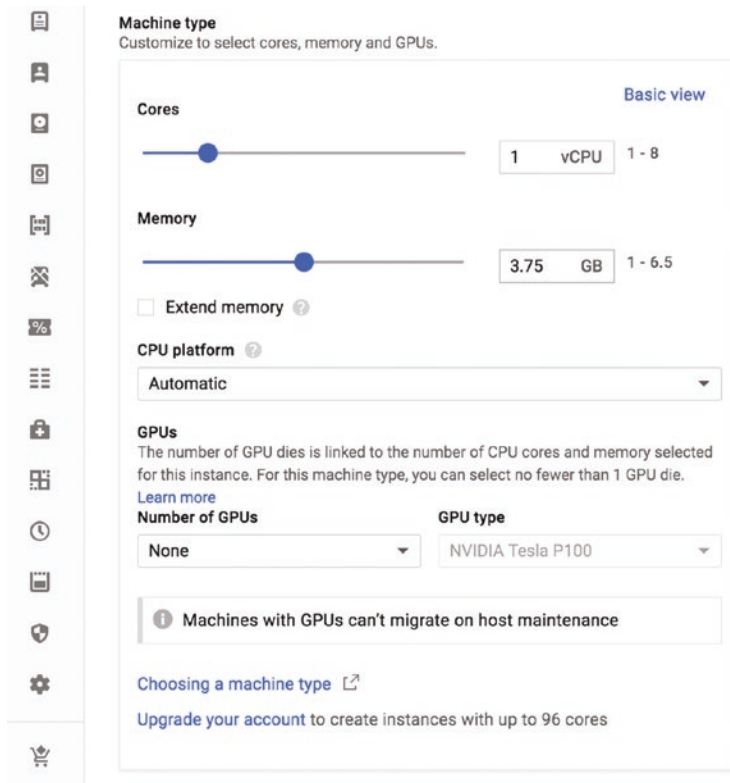 Machine type
Customize to select cores, memory and GPUs.
Basic view
Cores
1 vCPU 1 - 8
Memory
3.75 GB 1 - 6.5
Extend memory
CPU platform
Automatic
GPUs
The number of GPU dies is linked to the number of CPU cores and memory selected
for this instance. For this machine type, you can select no fewer than 1 GPU die.
Learn more
Number of GPUs GPU type
None NVIDIA Tesla P100
Machines with GPUs can't migrate on host maintenance
Choosing a machine type
Upgrade your account to create instances with up to 96 cores